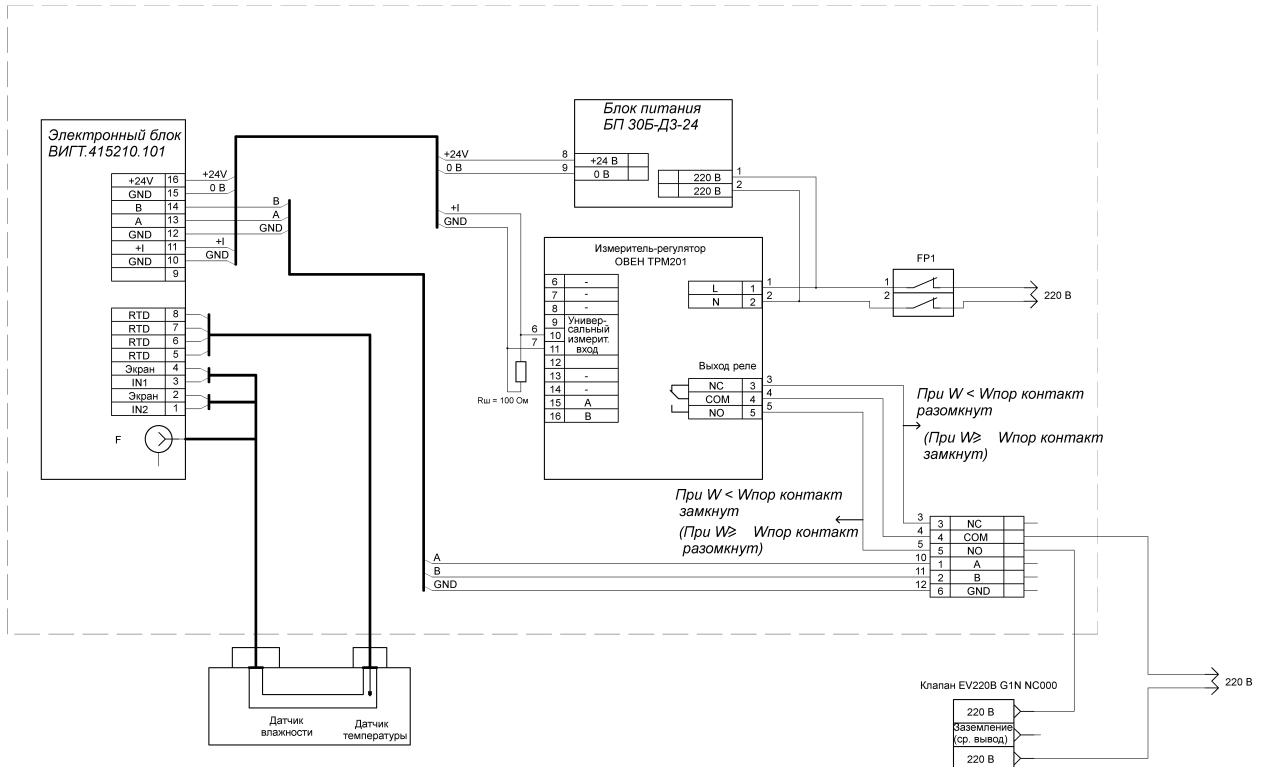 Электронный блок
ВИГТ.415210.101
+24V 16 +24V
GND 15 0 В
B 14 B
A 13 A
GND 12 GND
+I 11 +I
GND 10 GND
9
RTD 8
RTD 7
RTD 6
RTD 5
Экран 4
IN1 3
Экран 2
IN2 1
F
Блок питания
БП 30Б-Д3-24
+24V 8 +24 В
0 В 9 0 В
220 В 1
220 В 2
+I
GND
Измеритель-регулятор
ОВЕН ТРМ201
6 -
7 -
8 -
9 Универ-
6 10 сальный
измерит.
7 11 вход
12
13 -
14 -
15 A
16 B
Rш = 100 Ом
L 1 1
N 2 2
Выход реле
NC 3 3
COM 4 4
NO 5 5
FP1
1
2
220 В
При W < Wпор контакт
разомкнут
(При W≥ Wпор контакт
замкнут)
При W < Wпор контакт
замкнут
(При W≥ Wпор контакт
разомкнут)
3 3 NC
4 4 COM
5 5 NO
A 10 1 A
B 11 2 B
GND 12 6 GND
Датчик
влажности
Датчик
температуры
Клапан EV220B G1N NC000
220 В
Заземление
(ср. вывод)
220 В
220 В